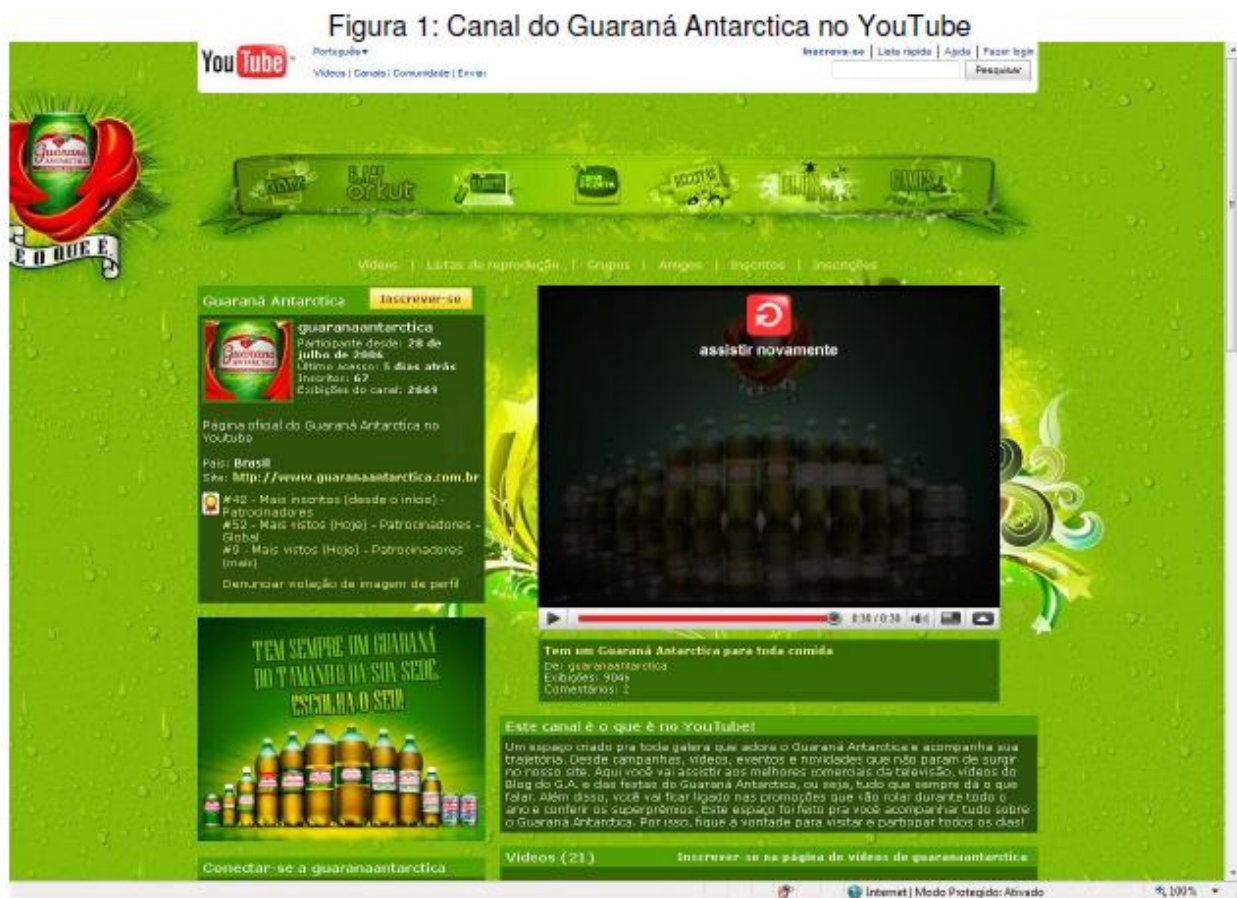 Figura 1: Canal do Guaraná Antarctica no YouTube
YouTube
Português
Inscreva-se | Lista rápida | Ajuda | Fazer login
Vídeos | Canais | Comunidade | Enviar
Pesquisar
Guaraná
ANTARCTICA
É O QUE É
orkut
GAMES
Vídeos | Listas de reprodução | Grupos | Amigos | Inscritos | Inscrições
Guaraná Antarctica
Inscrever-se
guaranaantarctica
Participante desde: 28 de
julho de 2006
Último acesso: 5 dias atrás
Inscritos: 67
Exibições do canal: 2669
Guaraná
ANTARCTICA
Página oficial do Guaraná Antarctica no
Youtube
País: Brasil
Site: http://www.guaranaantarctica.com.br
#42 - Mais inscritos (desde o início) -
Patrocinadores
#52 - Mais vistos (Hoje) - Patrocinadores -
Global
#9 - Mais vistos (Hoje) - Patrocinadores
(mais)
Denunciar violação de imagem de perfil
TEM SEMPRE UM GUARANÁ
DO TAMANHO DA SUA SEDE.
ESCOLHA O SEU!
Conectar-se a guaranaantarctica
assistir novamente
0:30 / 0:30
Tem um Guaraná Antarctica para toda comida
De: guaranaantarctica
Exibições: 9046
Comentários: 2
Este canal é o que é no YouTube!
Um espaço criado pra toda galera que adora o Guaraná Antarctica e acompanha sua
trajetória. Desde campanhas, vídeos, eventos e novidades que não param de surgir
no nosso site. Aqui você vai assistir aos melhores comerciais da televisão, vídeos do
Blog do G.A. e das festas do Guaraná Antarctica, ou seja, tudo que sempre dá o que
falar. Além disso, você vai ficar ligado nas promoções que vão rolar durante todo o
ano e conferir os superprêmios. Este espaço foi feito pra você acompanhar tudo sobre
o Guaraná Antarctica. Por isso, fique à vontade para visitar e participar todos os dias!
Vídeos (21)
Inscrever-se na página de vídeos de guaranaantarctica
Internet | Modo Protegido: Ativado
100%